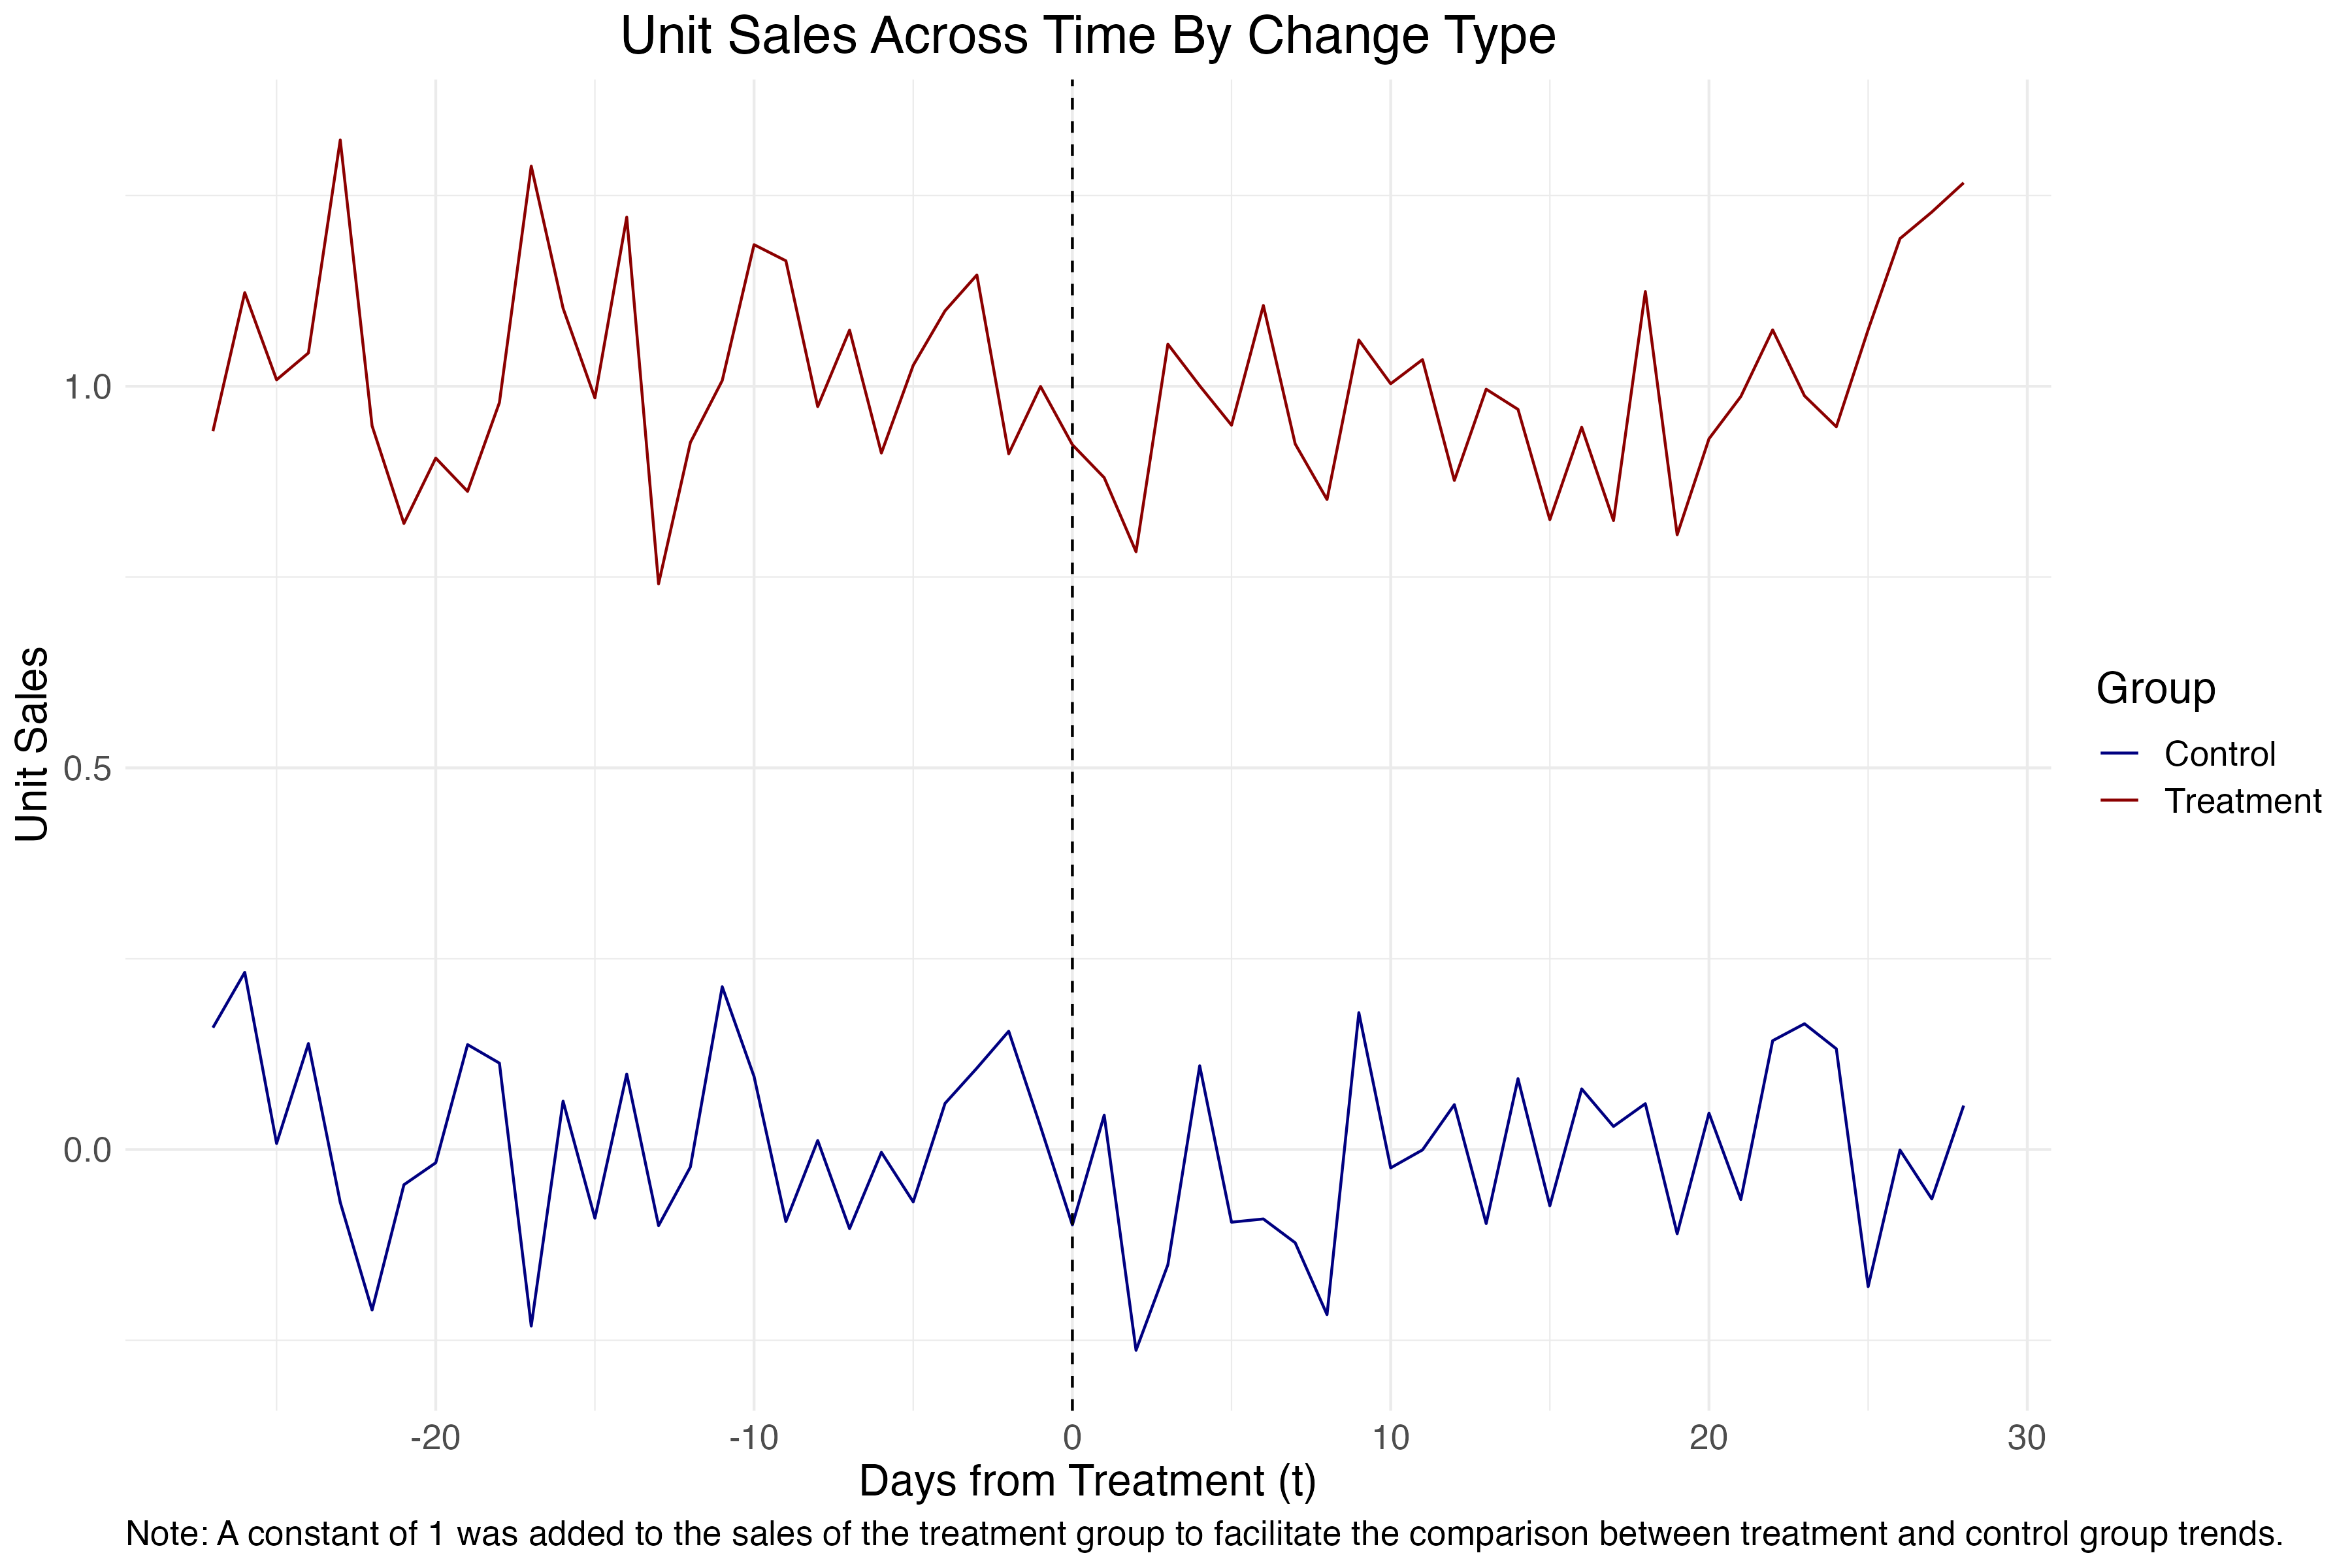 Unit Sales Across Time By Change Type
Unit Sales
1.0
0.5
0.0
-20
-10
0
10
20
30
Days from Treatment (t)
Group
Control
Treatment
Note: A constant of 1 was added to the sales of the treatment group to facilitate the comparison between treatment and control group trends.